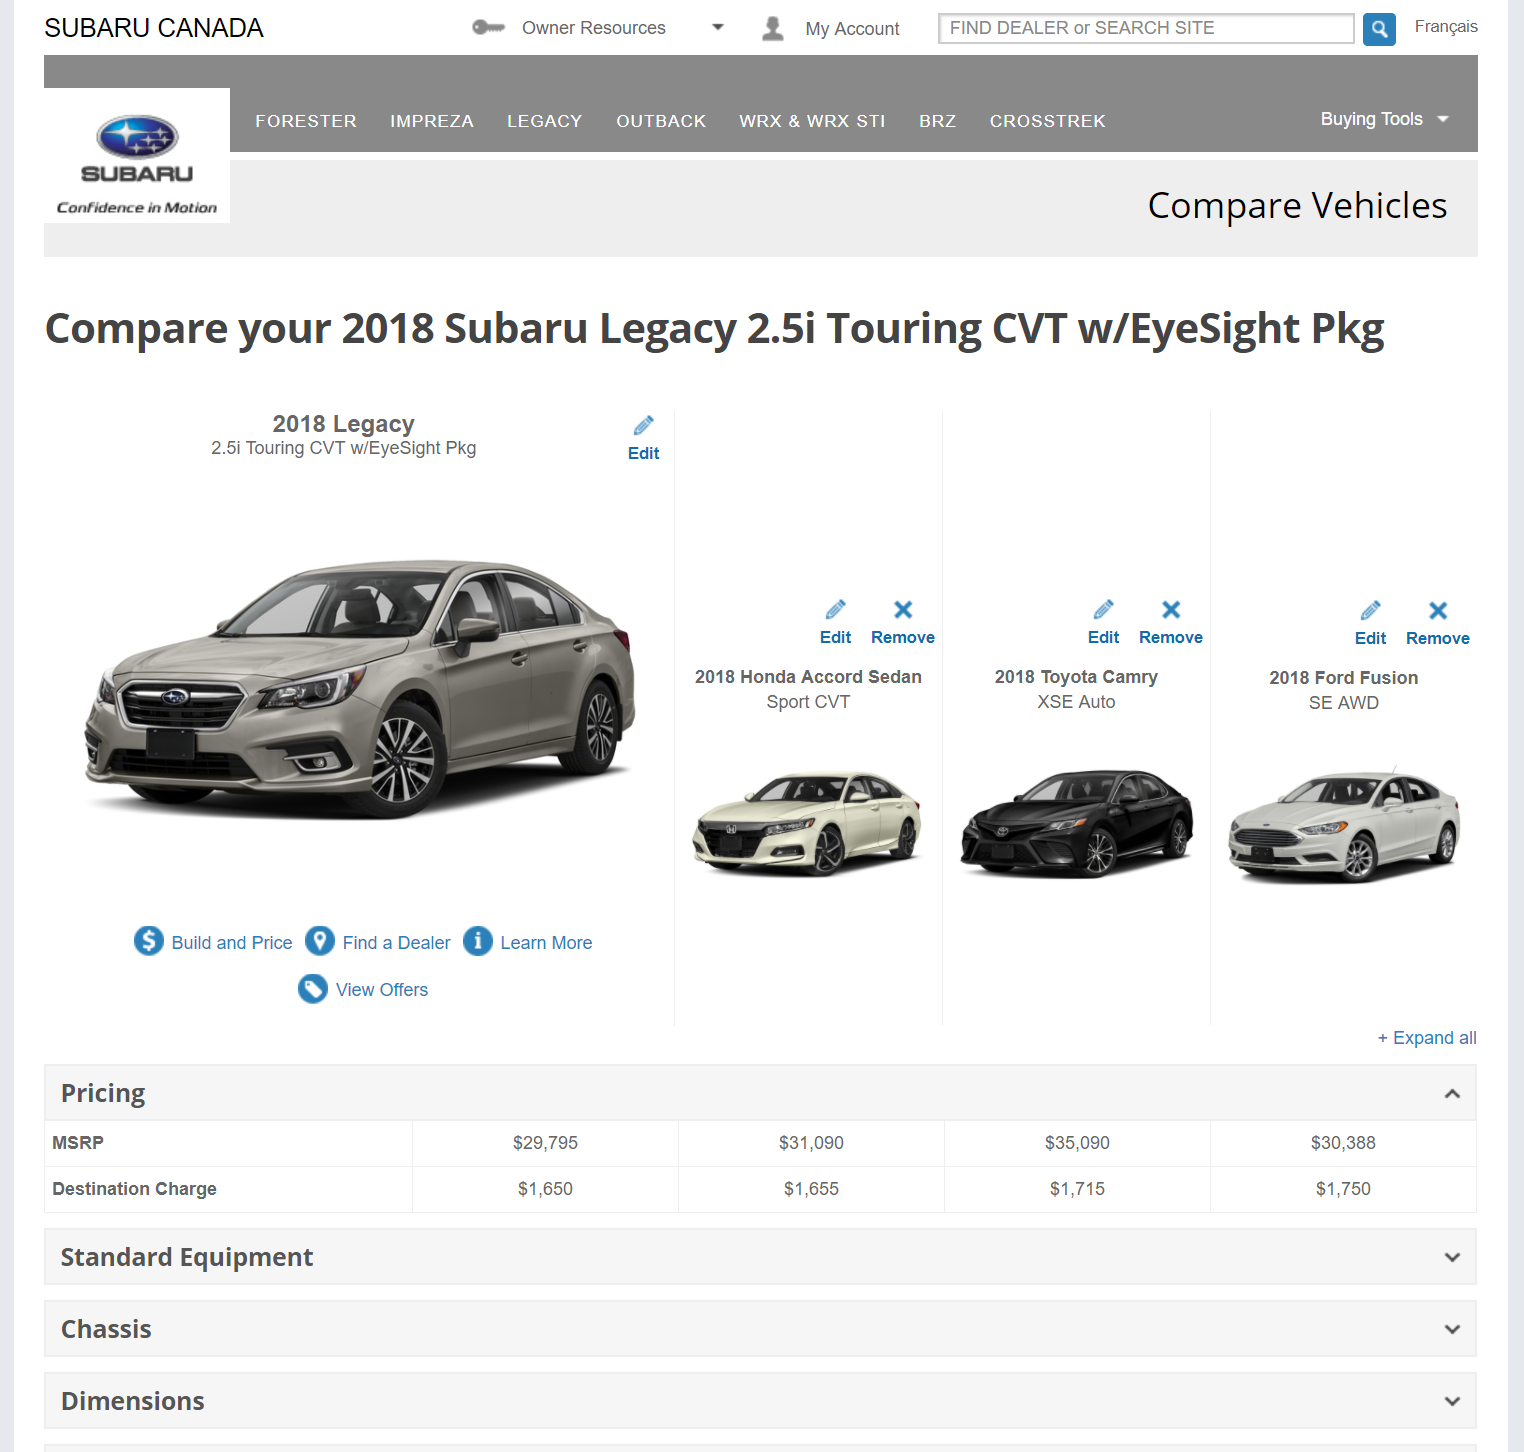 SUBARU CANADA
Owner Resources
My Account
FIND DEALER or SEARCH SITE
Français
SUBARU
Confidence in Motion
FORESTER IMPREZA LEGACY OUTBACK WRX & WRX STI BRZ CROSSTREK
Buying Tools
Compare Vehicles
Compare your 2018 Subaru Legacy 2.5i Touring CVT w/EyeSight Pkg
2018 Legacy
2.5i Touring CVT w/EyeSight Pkg
Edit
Edit Remove
2018 Honda Accord Sedan
Sport CVT
Edit Remove
2018 Toyota Camry
XSE Auto
Edit Remove
2018 Ford Fusion
SE AWD
Build and Price Find a Dealer Learn More
View Offers
+ Expand all
Pricing
MSRP $29,795 $31,090 $35,090 $30,388
Destination Charge $1,650 $1,655 $1,715 $1,750
Standard Equipment
Chassis
Dimensions